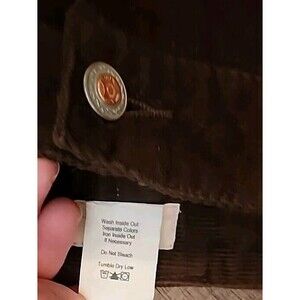 Wash Inside Out
Separate Colors
Iron Inside Out
If Necessary
Do Not Bleach
Tumble Dry Low